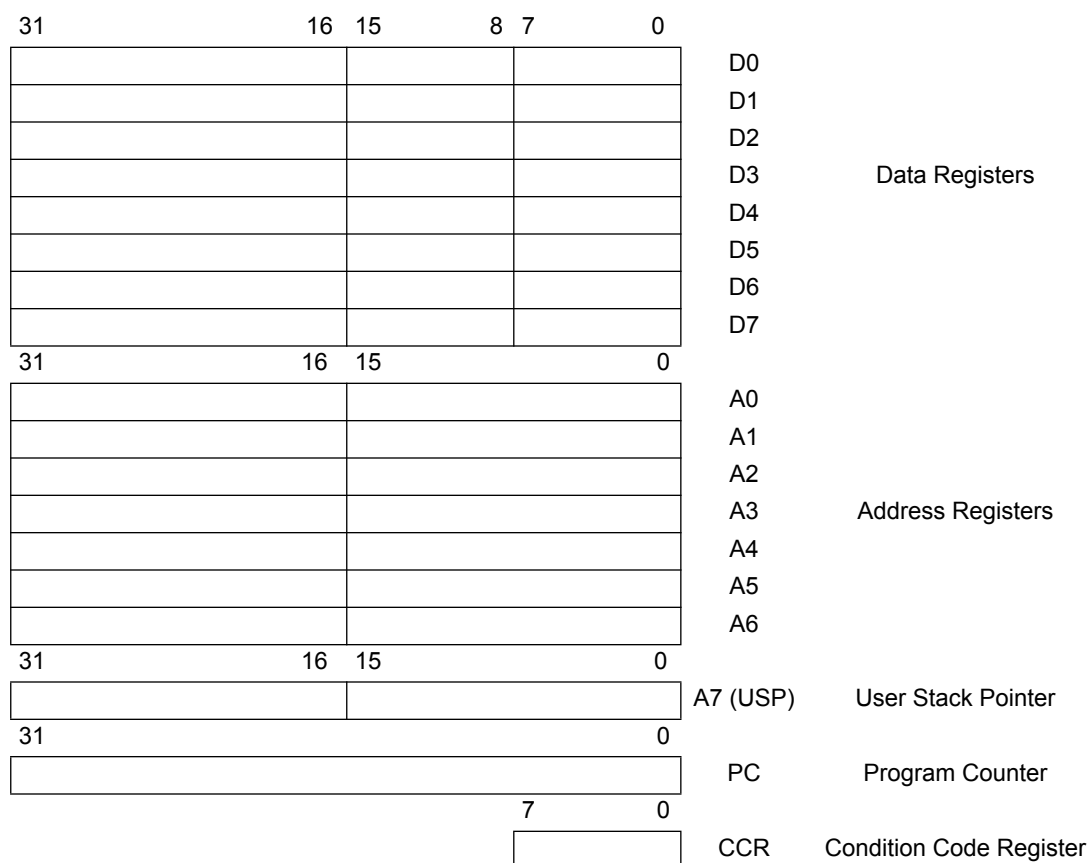 31 16 15 8 7 0
D0
D1
D2
D3 Data Registers
D4
D5
D6
D7
31 16 15 0
A0
A1
A2
A3 Address Registers
A4
A5
A6
31 16 15 0
A7 (USP) User Stack Pointer
31 0
PC Program Counter
7 0
CCR Condition Code Register